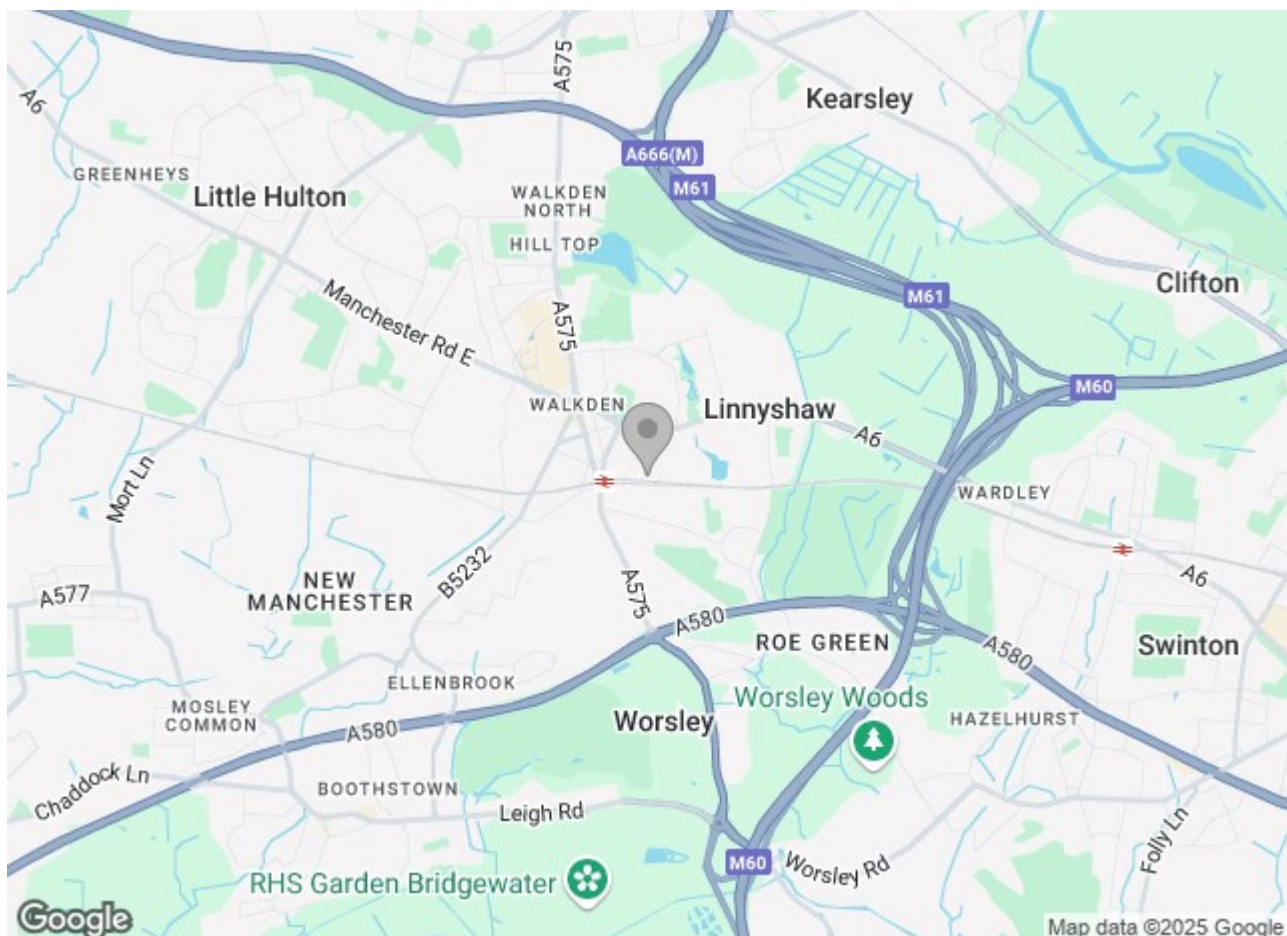 A575
Kearsley
A6
A666(M)
GREENHEYS
M61
Little Hulton
WALKDEN
NORTH
HILL TOP
Clifton
M61
A575
Manchester Rd E
M60
WALKDEN
Linnyshaw
A6
Mort Ln
WARDLEY
B5232
A6
NEW
MANCHESTER
A577
A575
A580
ROE GREEN
A580
Swinton
ELLENBROOK
Worsley Woods
MOSLEY
COMMON
Worsley
HAZELHURST
A580
Chaddock Ln
BOOTHSTOWN
Leigh Rd
Folly Ln
M60
Worsley Rd
RHS Garden Bridgewater
Google
Map data ©2025 Google